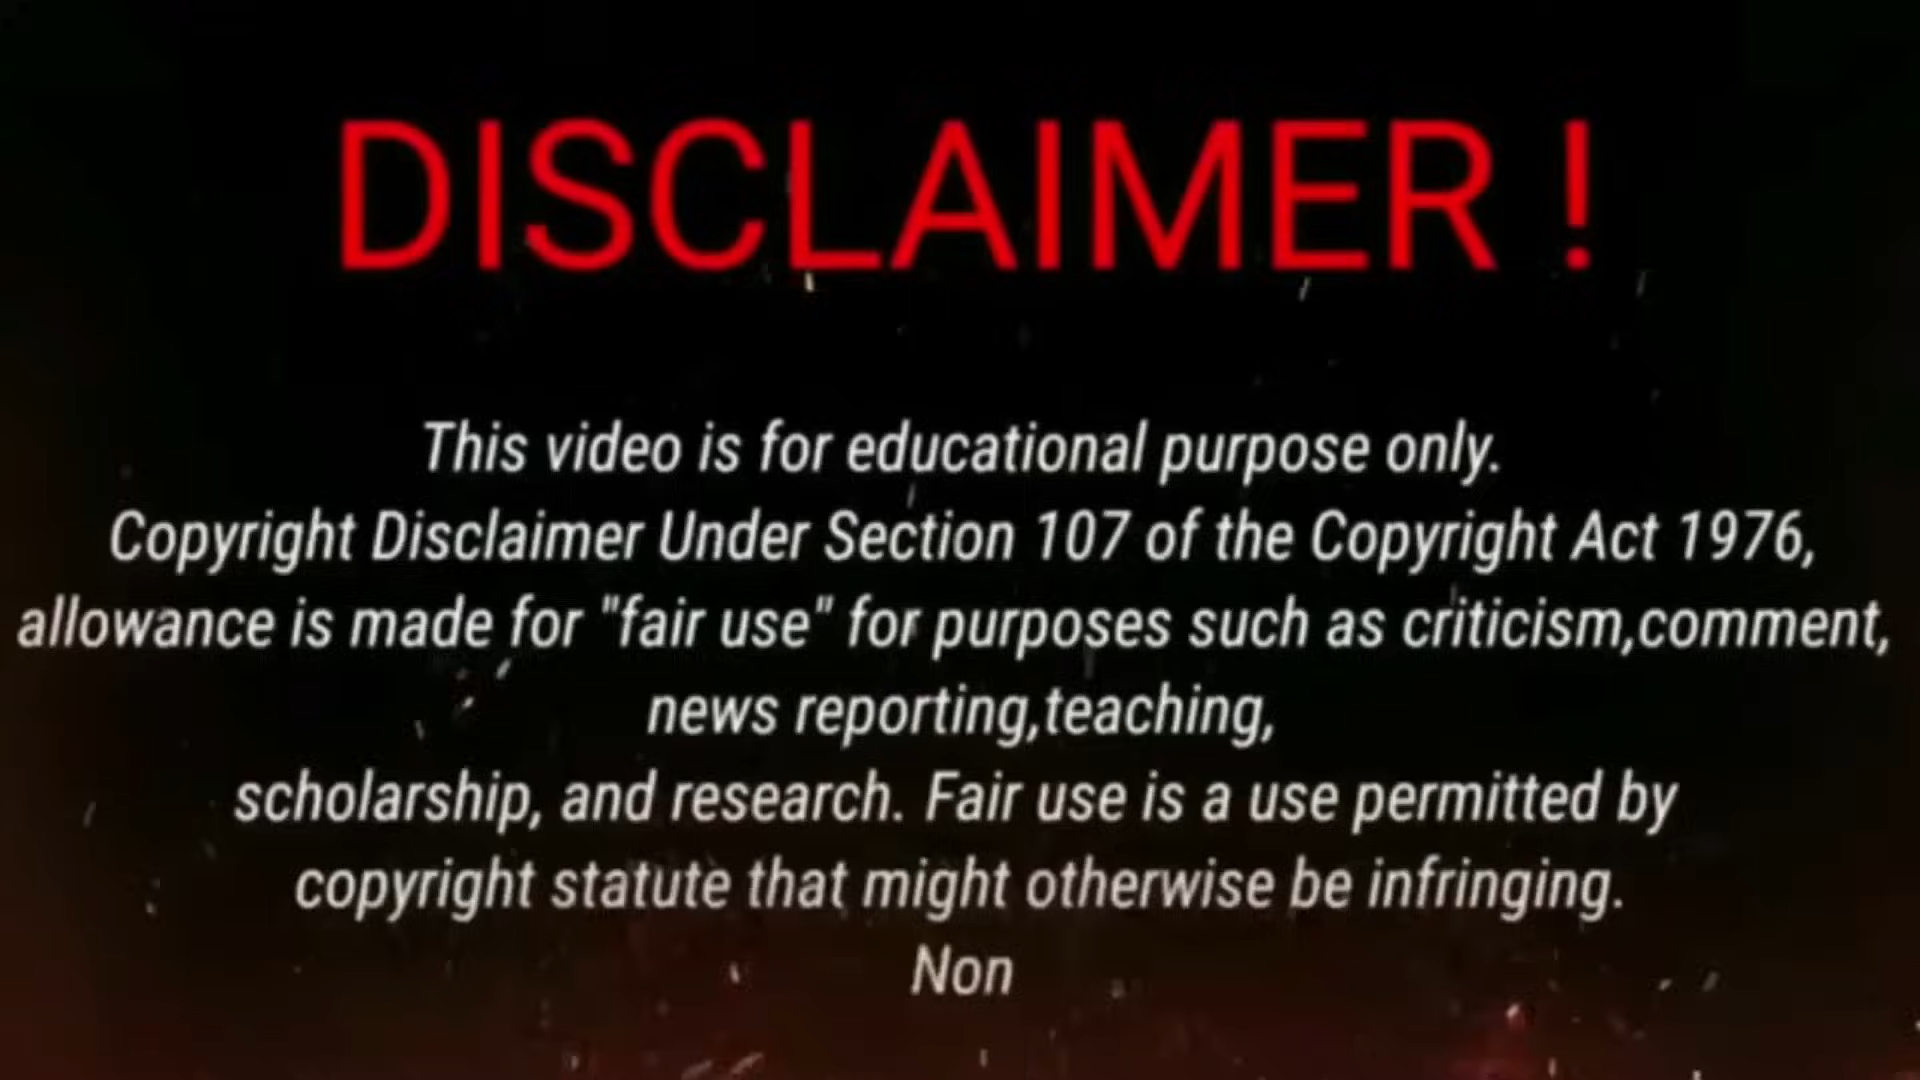 DISCLAIMER !
This video is for educational purpose only.
Copyright Disclaimer Under Section 107 of the Copyright Act 1976,
allowance is made for "fair use" for purposes such as criticism,comment,
news reporting,teaching,
scholarship, and research. Fair use is a use permitted by
copyright statute that might otherwise be infringing.
Non